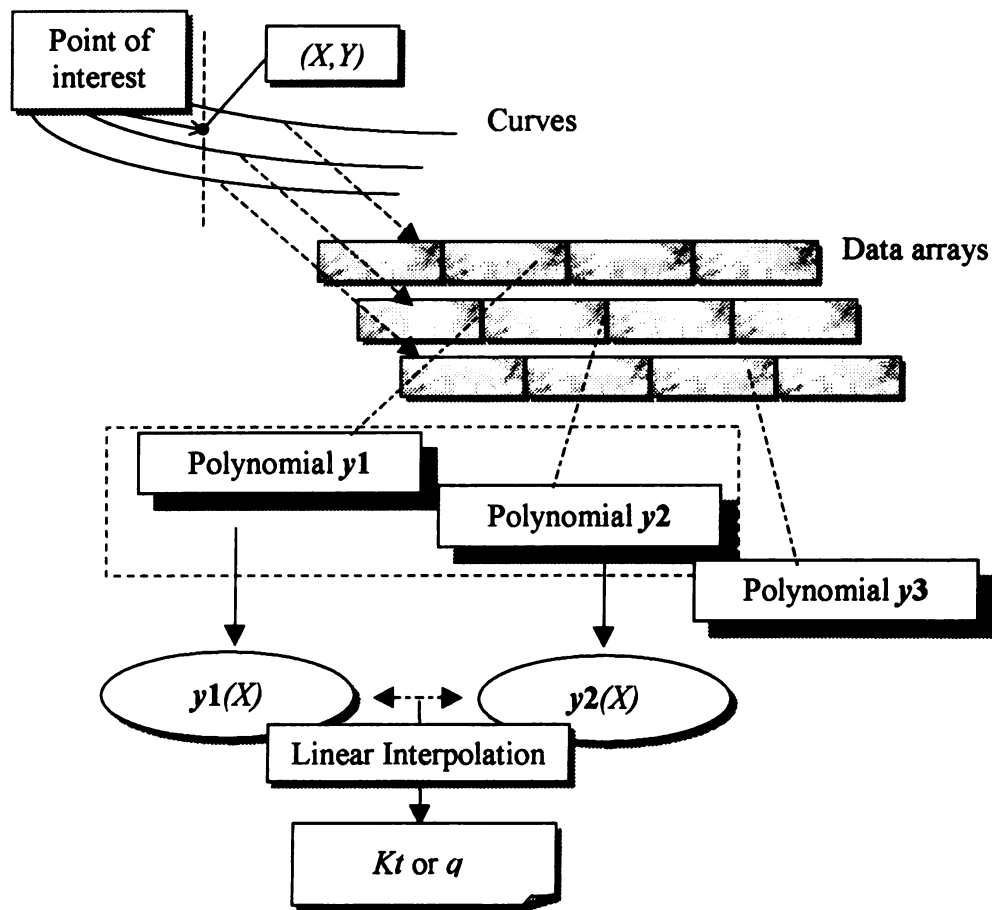 Point of
interest
(X,Y)
Curves
Data arrays
Polynomial y1
Polynomial y2
Polynomial y3
y1(X)
y2(X)
Linear Interpolation
Kt or q